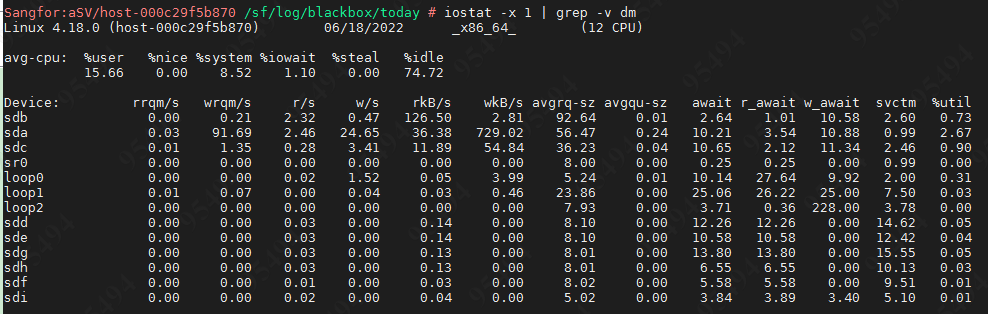 Sangfor:aSV/host-000c29f5b870 /sf/log/blackbox/today # iostat -x 1 | grep -v dm
Linux 4.18.0 (host-000c29f5b870) 06/18/2022 _x86_64_ (12 CPU)
avg-cpu: %user %nice %system %iowait %steal %idle
15.66 0.00 8.52 1.10 0.00 74.72
Device: rrqm/s wrqm/s r/s w/s rkB/s wkB/s avgrq-sz avgqu-sz await r_await w_await svctm %util
sdb 0.00 0.21 2.32 0.47 126.50 2.81 92.64 0.01 2.64 1.01 10.58 2.60 0.73
sda 0.03 91.69 2.46 24.65 36.38 729.02 56.47 0.24 10.21 3.54 10.88 0.99 2.67
sdc 0.01 1.35 0.28 3.41 11.89 54.84 36.23 0.04 10.65 2.12 11.34 2.46 0.90
sr0 0.00 0.00 0.00 0.00 0.00 0.00 8.00 0.00 0.25 0.25 0.00 0.99 0.00
loop0 0.00 0.00 0.02 1.52 0.05 3.99 5.24 0.01 10.14 27.64 9.92 2.00 0.31
loop1 0.01 0.07 0.00 0.04 0.03 0.46 23.86 0.00 25.06 26.22 25.00 7.50 0.03
loop2 0.00 0.00 0.00 0.00 0.00 0.00 7.93 0.00 3.71 0.36 228.00 3.78 0.00
sdd 0.00 0.00 0.03 0.00 0.14 0.00 8.10 0.00 12.26 12.26 0.00 14.62 0.05
sde 0.00 0.00 0.03 0.00 0.14 0.00 8.10 0.00 10.58 10.58 0.00 12.42 0.04
sdg 0.00 0.00 0.03 0.00 0.13 0.00 8.01 0.00 13.80 13.80 0.00 15.55 0.05
sdh 0.00 0.00 0.03 0.00 0.13 0.00 8.01 0.00 6.55 6.55 0.00 10.13 0.03
sdf 0.00 0.00 0.01 0.00 0.03 0.00 8.02 0.00 5.58 5.58 0.00 9.51 0.01
sdi 0.00 0.00 0.02 0.00 0.04 0.00 5.02 0.00 3.84 3.89 3.40 5.10 0.01